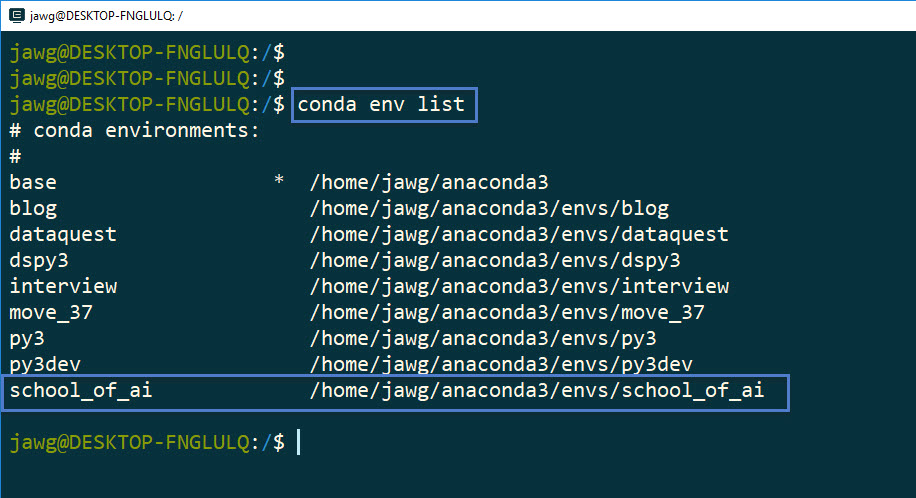 jawg@DESKTOP-FNGLULQ: /
jawg@DESKTOP-FNGLULQ:/$
jawg@DESKTOP-FNGLULQ:/$
jawg@DESKTOP-FNGLULQ:/$ conda env list
# conda environments:
#
base                  *  /home/jawg/anaconda3
blog                     /home/jawg/anaconda3/envs/blog
dataquest                /home/jawg/anaconda3/envs/dataquest
dspy3                    /home/jawg/anaconda3/envs/dspy3
interview                /home/jawg/anaconda3/envs/interview
move_37                  /home/jawg/anaconda3/envs/move_37
py3                      /home/jawg/anaconda3/envs/py3
py3dev                   /home/jawg/anaconda3/envs/py3dev
school_of_ai             /home/jawg/anaconda3/envs/school_of_ai
jawg@DESKTOP-FNGLULQ:/$